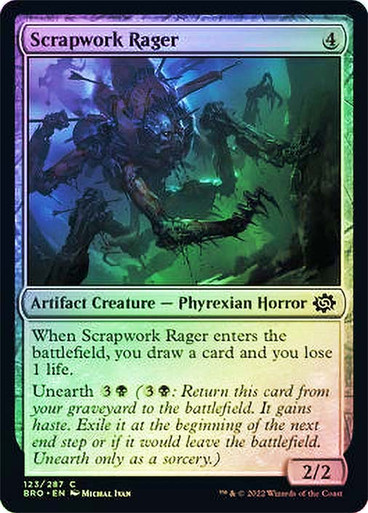 Scrapwork Rager 4
Artifact Creature — Phyrexian Horror
When Scrapwork Rager enters the
battlefield, you draw a card and you lose
1 life.
Unearth 3 (3: Return this card from
your graveyard to the battlefield. It gains
haste. Exile it at the beginning of the next
end step or if it would leave the battlefield.
Unearth only as a sorcery.)
2/2
123/287 C
BRO • EN Michal Ivan
™ & © 2022 Wizards of the Coast